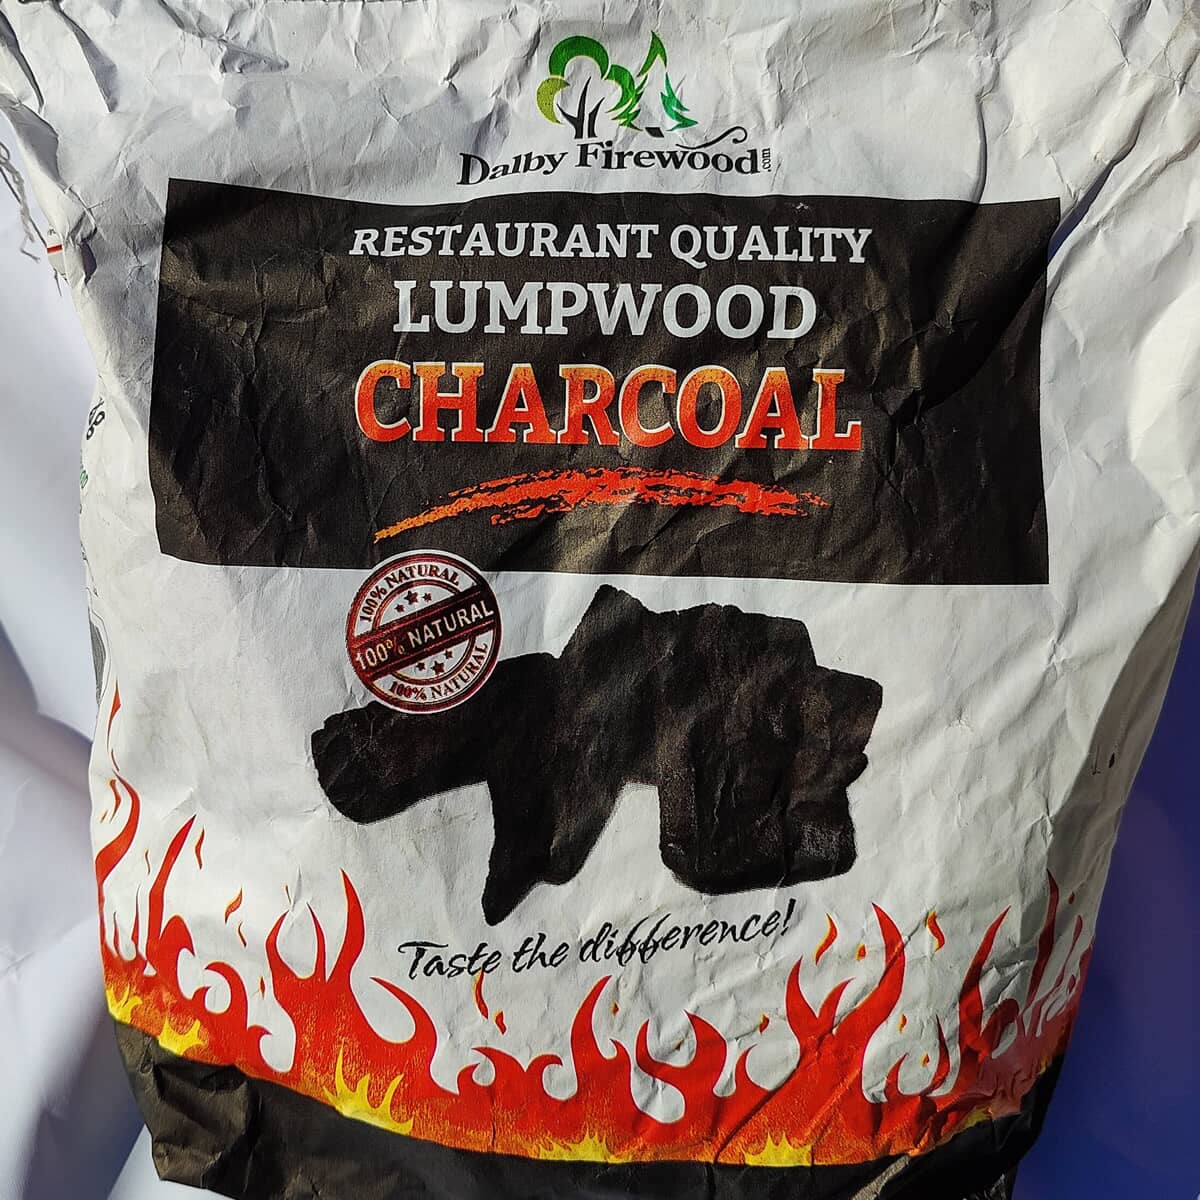 Dalby Firewood.com
RESTAURANT QUALITY
LUMPWOOD
CHARCOAL
100% NATURAL
100% NATURAL
100% NATURAL
Taste the difference!